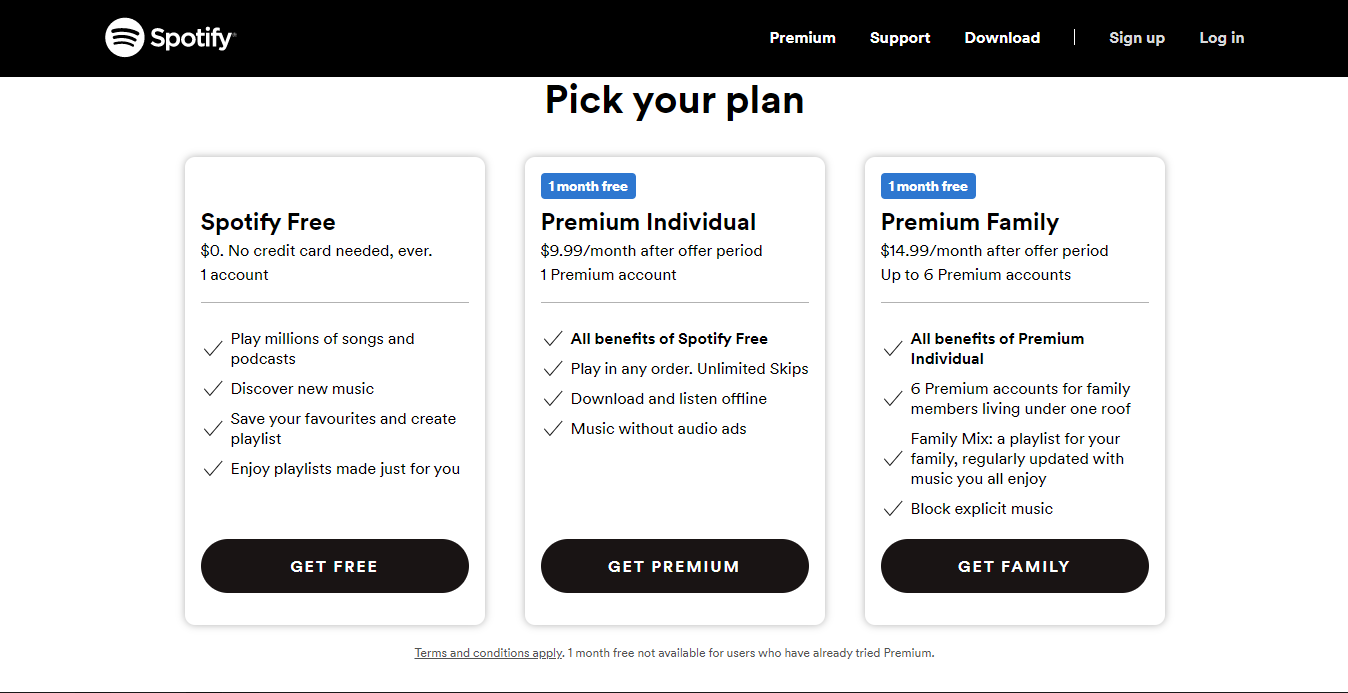 Spotify
Premium Support Download Sign up Log in
Pick your plan
Spotify Free
$0. No credit card needed, ever.
1 account
Play millions of songs and
podcasts
Discover new music
Save your favourites and create
playlist
Enjoy playlists made just for you
GET FREE
1 month free
Premium Individual
$9.99/month after offer period
1 Premium account
All benefits of Spotify Free
Play in any order. Unlimited Skips
Download and listen offline
Music without audio ads
GET PREMIUM
1 month free
Premium Family
$14.99/month after offer period
Up to 6 Premium accounts
All benefits of Premium
Individual
6 Premium accounts for family
members living under one roof
Family Mix: a playlist for your
family, regularly updated with
music you all enjoy
Block explicit music
GET FAMILY
Terms and conditions apply. 1 month free not available for users who have already tried Premium.